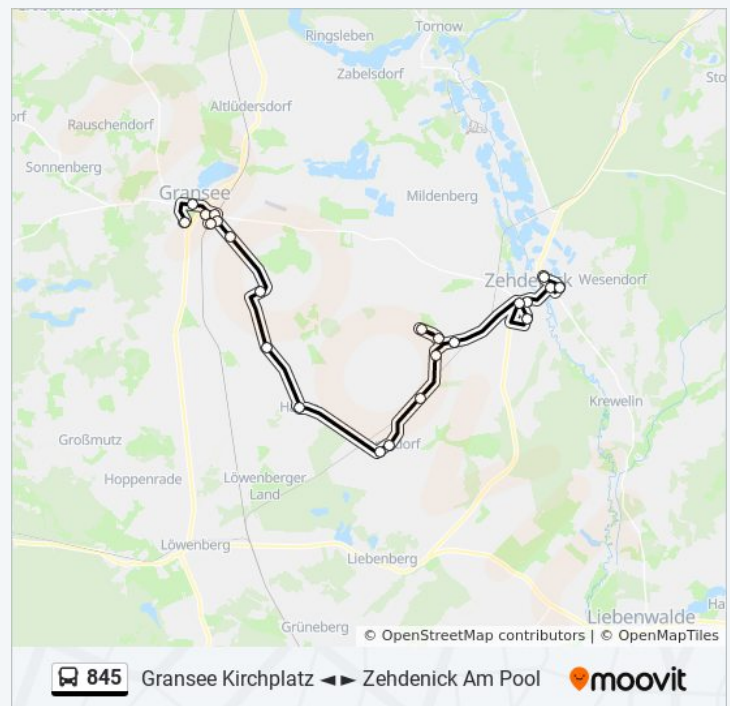 Tornow
Ringsleben
Zabelsdorf
Altlüdersdorf
Rauschendorf
Sonnenberg
Gransee
Mildenberg
Zehdenick
Wesendorf
Krewelin
Großmutz
Hoppenrade
Löwenberger
Land
Löwenberg
Liebenberg
Liebenwalde
Grüneberg
© OpenStreetMap contributors | © OpenMapTiles
845 Gransee Kirchplatz ◄ ► Zehdenick Am Pool
moovit